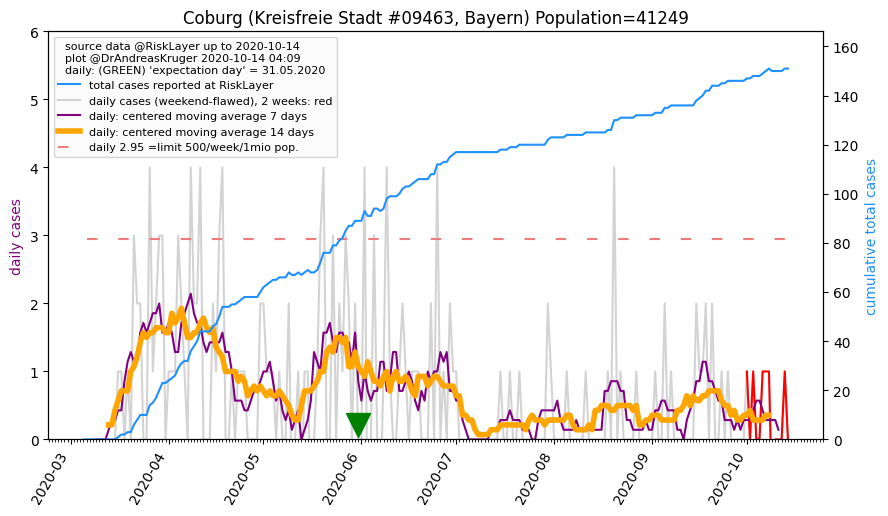 Coburg (Kreisfreie Stadt #09463, Bayern) Population=41249
source data @RiskLayer up to 2020-10-14
plot @DrAndreasKruger 2020-10-14 04:09
daily: (GREEN) 'expectation day' = 31.05.2020
total cases reported at RiskLayer
daily cases (weekend-flawed), 2 weeks: red
daily: centered moving average 7 days
daily: centered moving average 14 days
daily 2.95 =limit 500/week/1mio pop.
daily cases
6
5
4
3
2
1
0
cumulative total cases
160
140
120
100
80
60
40
20
0
2020-03
2020-04
2020-05
2020-06
2020-07
2020-08
2020-09
2020-10